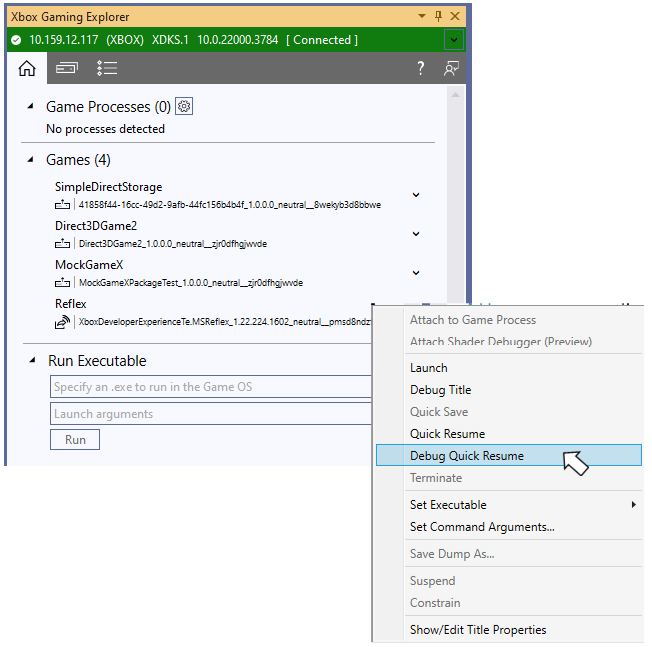 Xbox Gaming Explorer
10.159.12.117 (XBOX) XDKS.1 10.0.22000.3784 [ Connected ]
?
Game Processes (0)
No processes detected
Games (4)
SimpleDirectStorage
41858f44-16cc-49d2-9afb-44fc156b4b4f_1.0.0.0_neutral__8wekyb3d8bbwe
Direct3DGame2
Direct3DGame2_1.0.0.0_neutral__zjr0dfhgjwvde
MockGameX
MockGameXPackageTest_1.0.0.0_neutral__zjr0dfhgjwvde
Reflex
XboxDeveloperExperienceTe.MSReflex_1.22.224.1602_neutral__pmsd8ndz
Run Executable
Specify an .exe to run in the Game OS
Launch arguments
Run
Attach to Game Process
Attach Shader Debugger (Preview)
Launch
Debug Title
Quick Save
Quick Resume
Debug Quick Resume
Terminate
Set Executable
Set Command Arguments...
Save Dump As...
Suspend
Constrain
Show/Edit Title Properties